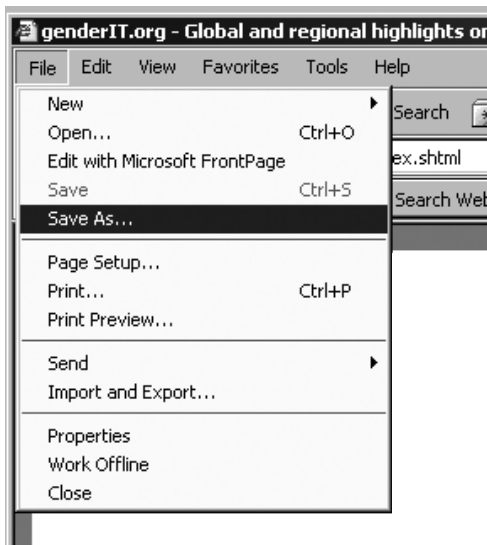 genderIT.org - Global and regional highlights on
File Edit View Favorites Tools Help
New
Search
Open... Ctrl+O
Edit with Microsoft FrontPage
ex.shtml
Save Ctrl+S
Search Web
Save As...
Page Setup...
Print... Ctrl+P
Print Preview...
Send
Import and Export...
Properties
Work Offline
Close